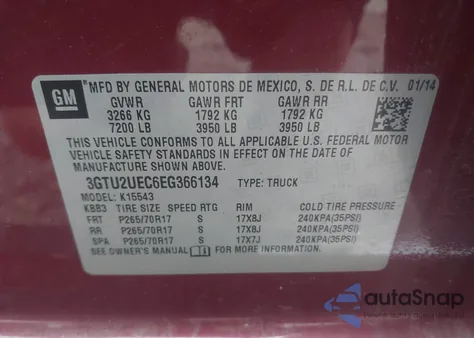 GM
MFD BY GENERAL MOTORS DE MEXICO, S. DE R.L. DE C.V. 01/14
GVWR GAWR FRT GAWR RR
3266 KG 1792 KG 1792 KG
7200 LB 3950 LB 3950 LB
THIS VEHICLE CONFORMS TO ALL APPLICABLE U.S. FEDERAL MOTOR
VEHICLE SAFETY STANDARDS IN EFFECT ON THE DATE OF
MANUFACTURE SHOWN ABOVE.
3GTU2UEC6EG366134 TYPE: TRUCK
MODEL: K15543
KBB3 TIRE SIZE SPEED RTG RIM COLD TIRE PRESSURE
FRT P265/70R17 S 17X8J 240KPA(35PSI)
RR P265/70R17 S 17X8J 240KPA(35PSI)
SPA P265/70R17 S 17X7J 240KPA(35PSI)
SEE OWNER'S MANUAL FOR MORE INFORMATION.
autoSnap